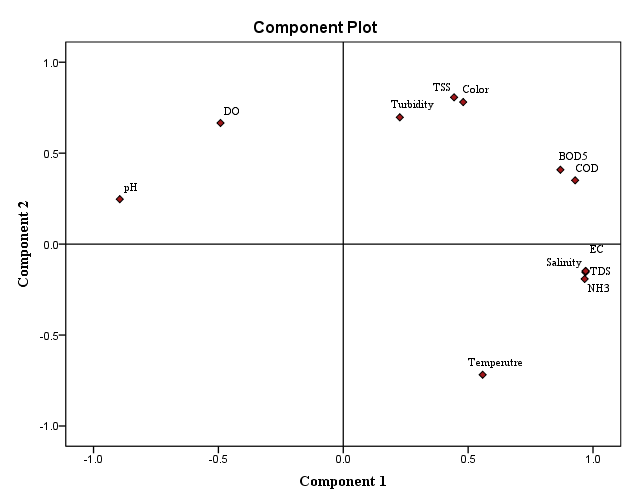 Component Plot
1.0
TSS
Color
Turbidity
DO
0.5
BOD5
COD
pH
Component 2
0.0
EC
Salinity
TDS
NH3
-0.5
Temperutre
-1.0
-1.0
-0.5
0.0
0.5
1.0
Component 1